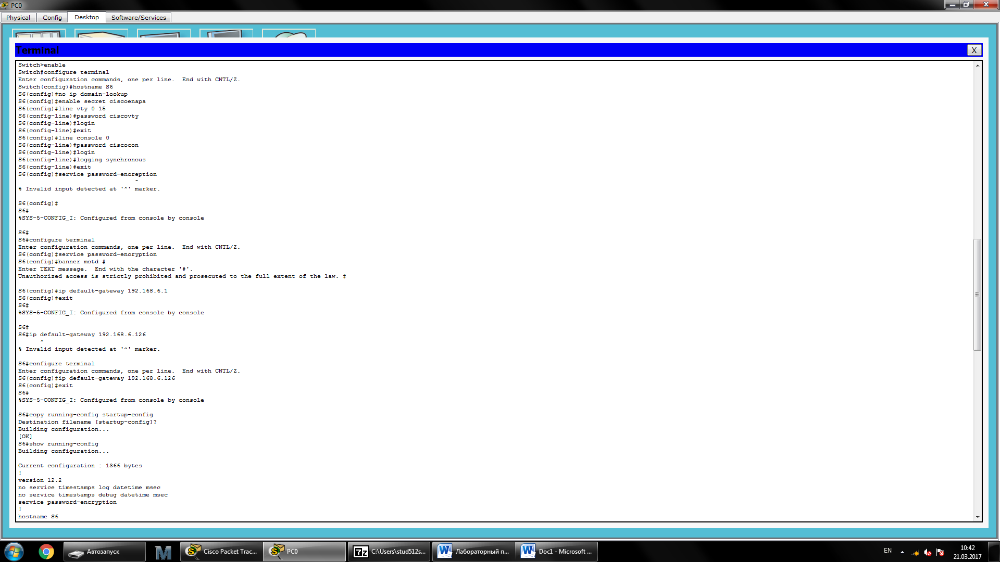 PC0
Physical
Config
Desktop
Software/Services
Terminal
X
Switch>enable
Switch#configure terminal
Enter configuration commands, one per line.  End with CNTL/Z.
Switch(config)#hostname S6
S6(config)#no ip domain-lookup
S6(config)#enable secret ciscoenapa
S6(config)#line vty 0 15
S6(config-line)#password ciscovty
S6(config-line)#login
S6(config-line)#exit
S6(config)#line console 0
S6(config-line)#password ciscocon
S6(config-line)#login
S6(config-line)#logging synchronous
S6(config-line)#exit
S6(config)#service password-encreption
^
% Invalid input detected at '^' marker.
S6(config)#
S6#
%SYS-5-CONFIG_I: Configured from console by console
S6#
S6#configure terminal
Enter configuration commands, one per line.  End with CNTL/Z.
S6(config)#service password-encryption
S6(config)#banner motd #
Enter TEXT message.  End with the character '#'.
Unauthorized access is strictly prohibited and prosecuted to the full extent of the law. #
S6(config)#ip default-gateway 192.168.6.1
S6(config)#exit
S6#
%SYS-5-CONFIG_I: Configured from console by console
S6#
S6#ip default-gateway 192.168.6.126
^
% Invalid input detected at '^' marker.
S6#configure terminal
Enter configuration commands, one per line.  End with CNTL/Z.
S6(config)#ip default-gateway 192.168.6.126
S6(config)#exit
S6#
%SYS-5-CONFIG_I: Configured from console by console
S6#copy running-config startup-config
Destination filename [startup-config]?
Building configuration...
[OK]
S6#show running-config
Building configuration...
Current configuration : 1366 bytes
!
version 12.2
no service timestamps log datetime msec
no service timestamps debug datetime msec
service password-encryption
!
hostname S6
Автозапуск
Cisco Packet Trac...
PC0
7z
C:\Users\stud512s...
Лабораторный п...
Doc1 - Microsoft ...
EN
10:42
21.03.2017